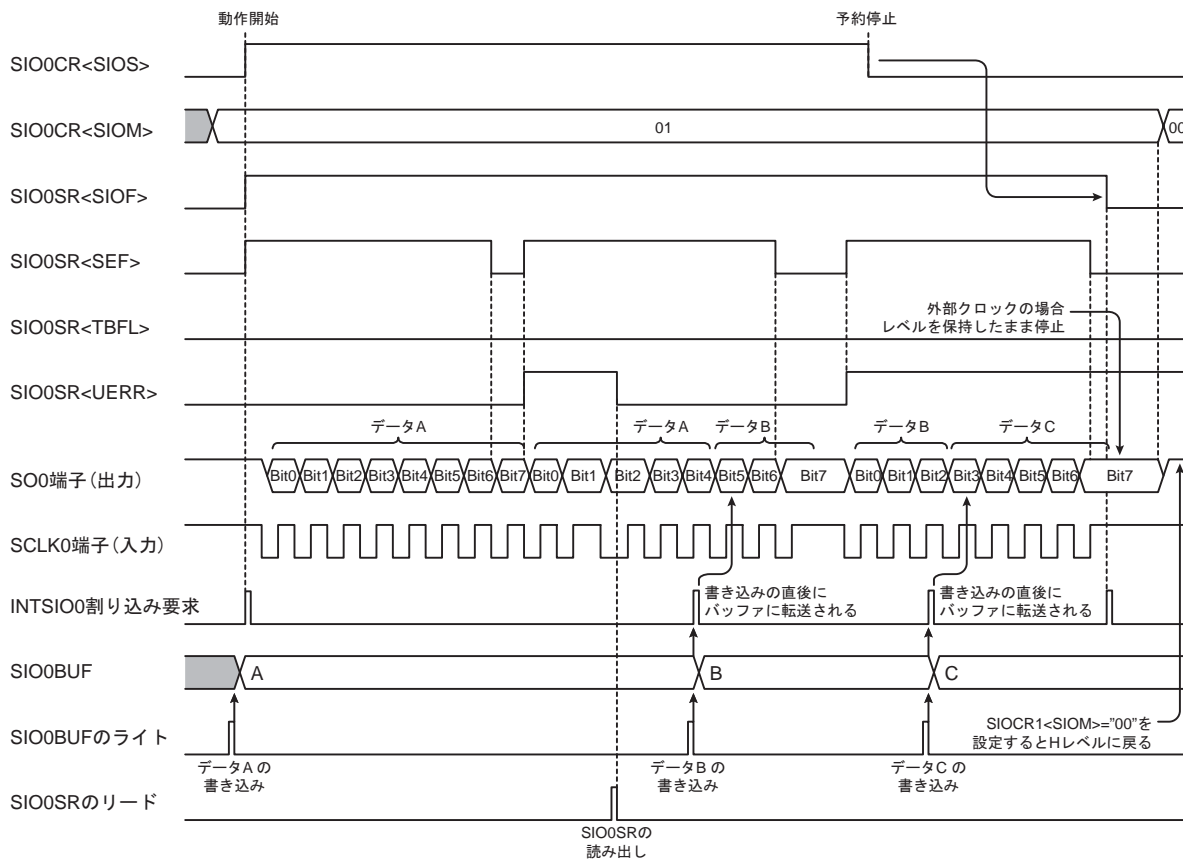 動作開始
予約停止
SIO0CR<SIOS>
SIO0CR<SIOM>
01
00
SIO0SR<SIOF>
SIO0SR<SEF>
外部クロックの場合
レベルを保持したまま停止
SIO0SR<TBFL>
SIO0SR<UERR>
データA データA データB データB データC
SO0端子(出力)
Bit0 Bit1 Bit2 Bit3 Bit4 Bit5 Bit6 Bit7 Bit0 Bit1 Bit2 Bit3 Bit4 Bit5 Bit6 Bit7 Bit0 Bit1 Bit2 Bit3 Bit4 Bit5 Bit6 Bit7
SCLK0端子(入力)
INTSIO0割り込み要求
書き込みの直後に
バッファに転送される
書き込みの直後に
バッファに転送される
SIO0BUF
A
B
C
SIO0BUFのライト
SIOCR1<SIOM>="00"を
設定するとHレベルに戻る
データA の
書き込み
データB の
書き込み
データC の
書き込み
SIO0SRのリード
SIO0SRの
読み出し